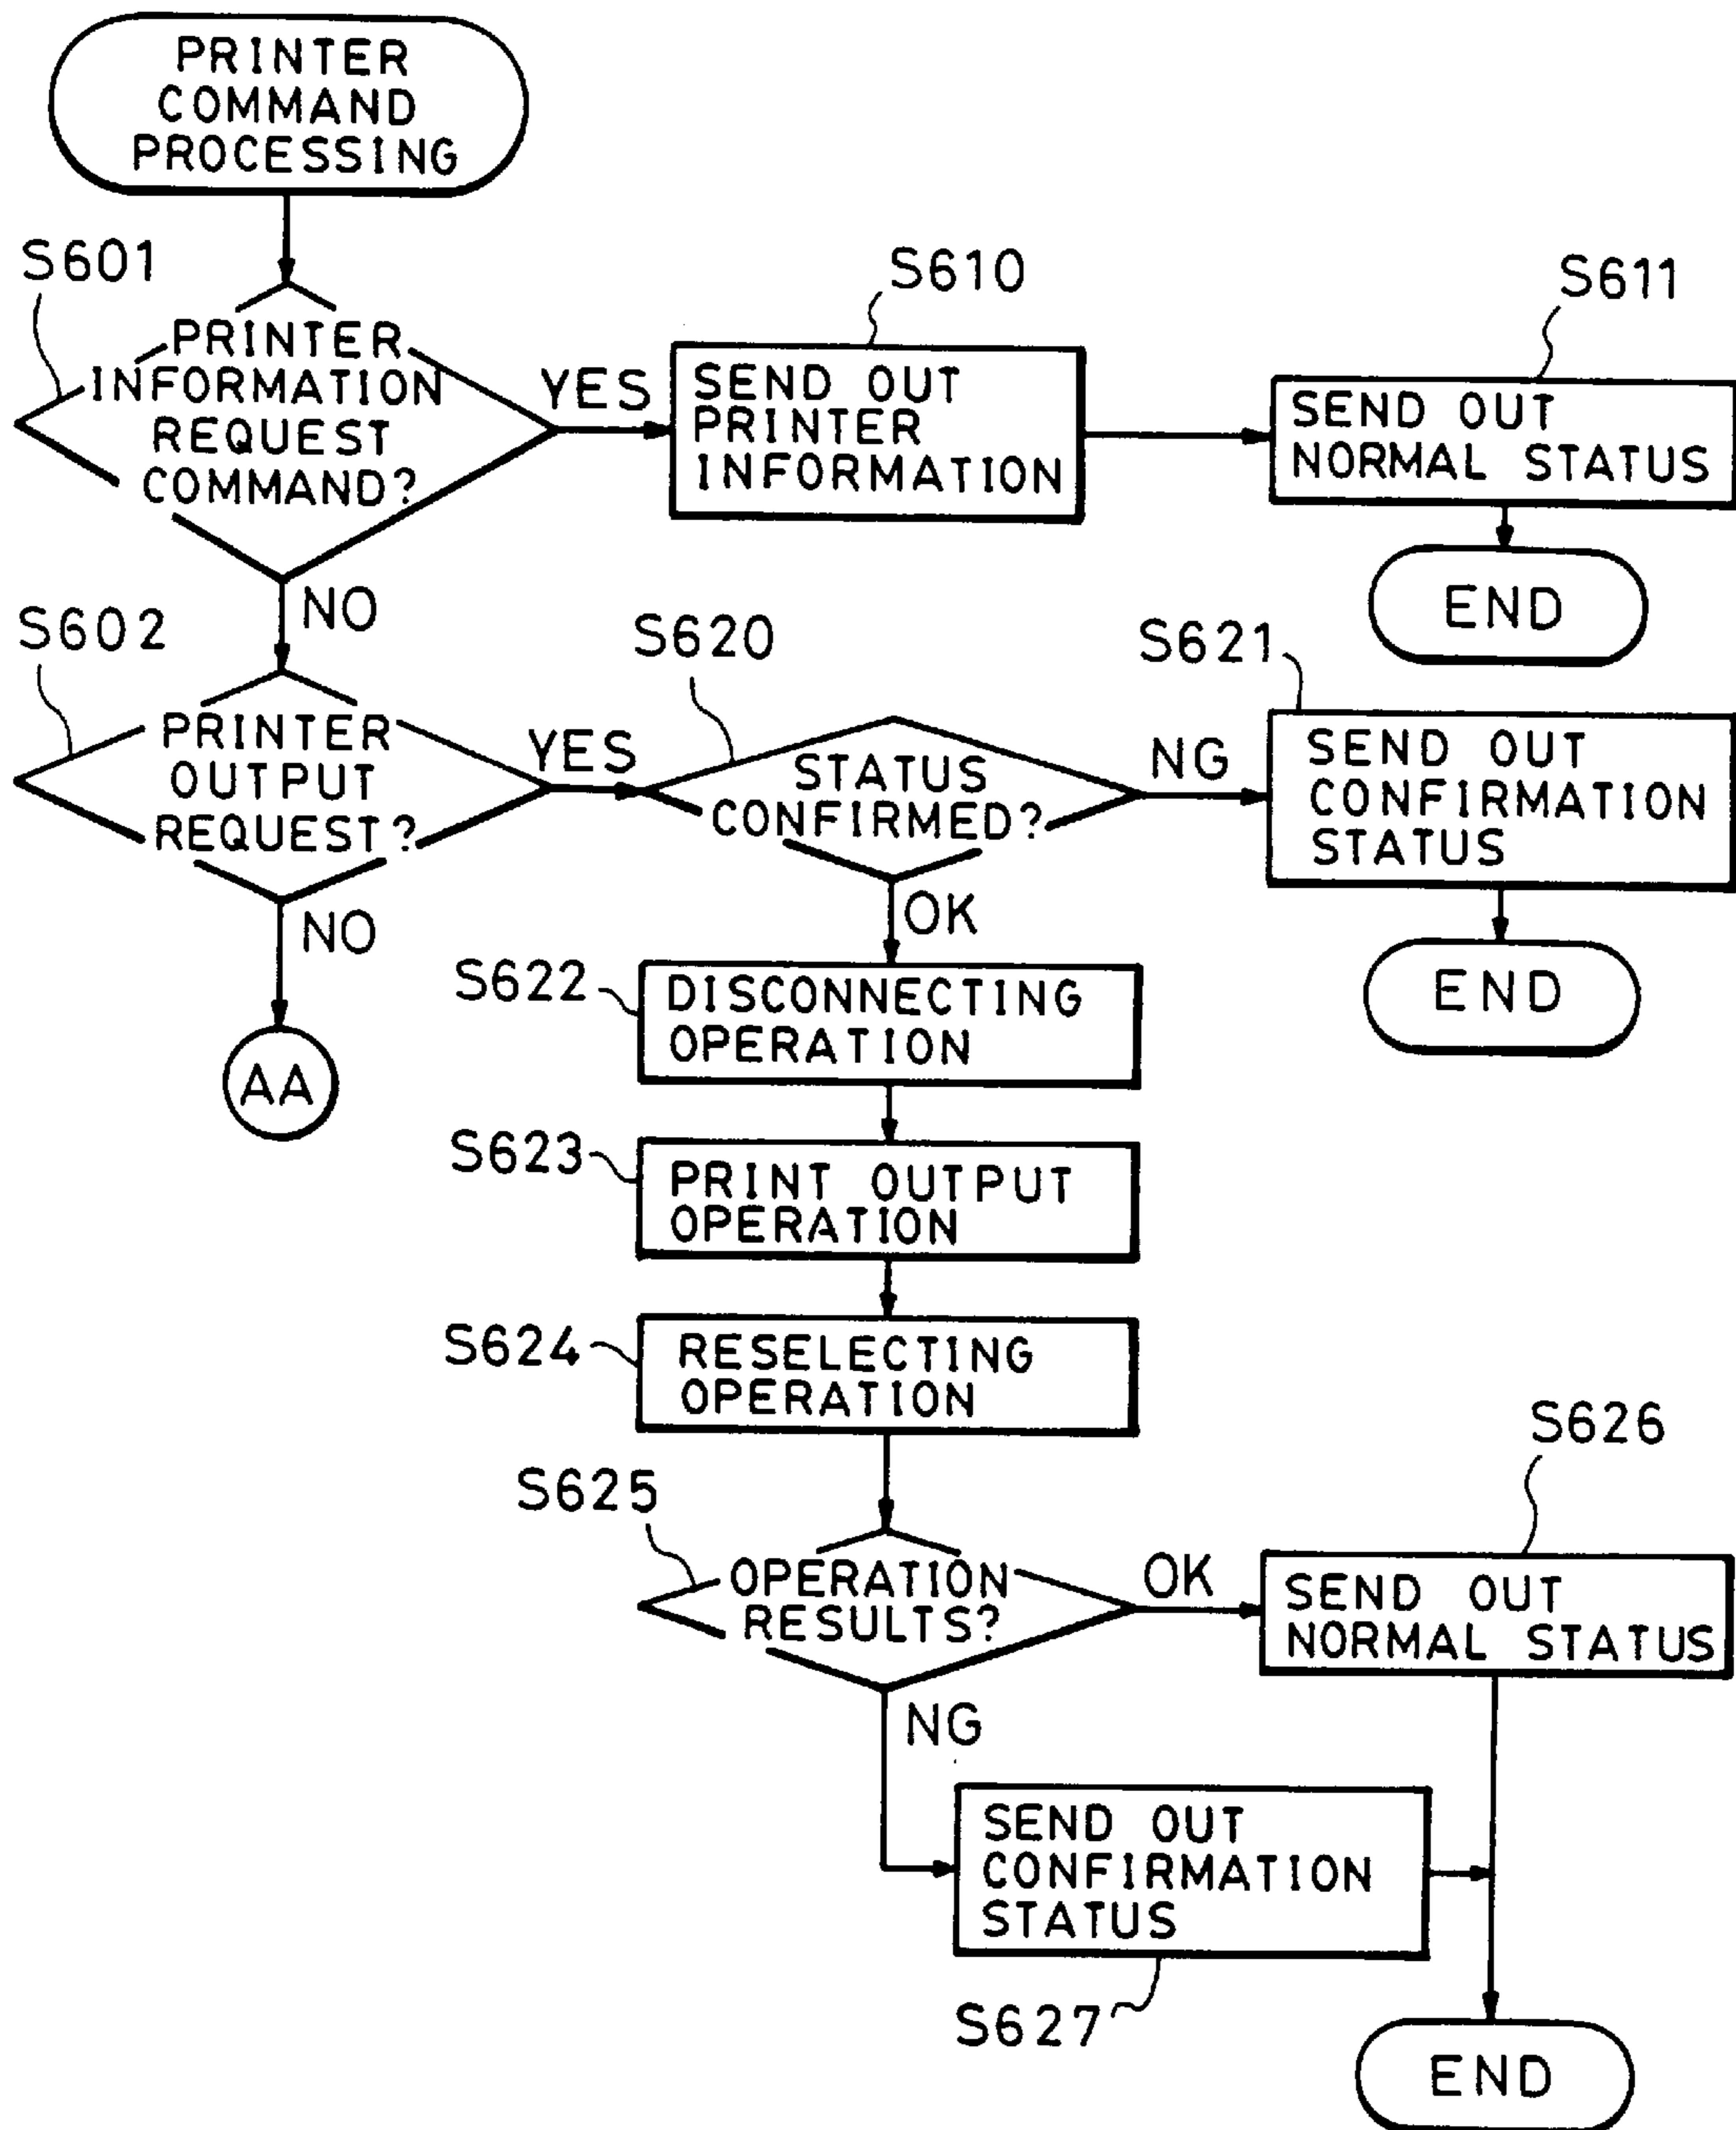 PRINTER
COMMAND
PROCESSING
S601
PRINTER
INFORMATION
REQUEST
COMMAND?
YES
S610
SEND OUT
PRINTER
INFORMATION
S611
SEND OUT
NORMAL STATUS
END
NO
S602
PRINTER
OUTPUT
REQUEST?
YES
S620
STATUS
CONFIRMED?
NG
S621
SEND OUT
CONFIRMATION
STATUS
END
NO
AA
OK
S622
DISCONNECTING
OPERATION
S623
PRINT OUTPUT
OPERATION
S624
RESELECTING
OPERATION
S625
OPERATION
RESULTS?
OK
S626
SEND OUT
NORMAL STATUS
NG
SEND OUT
CONFIRMATION
STATUS
S627
END